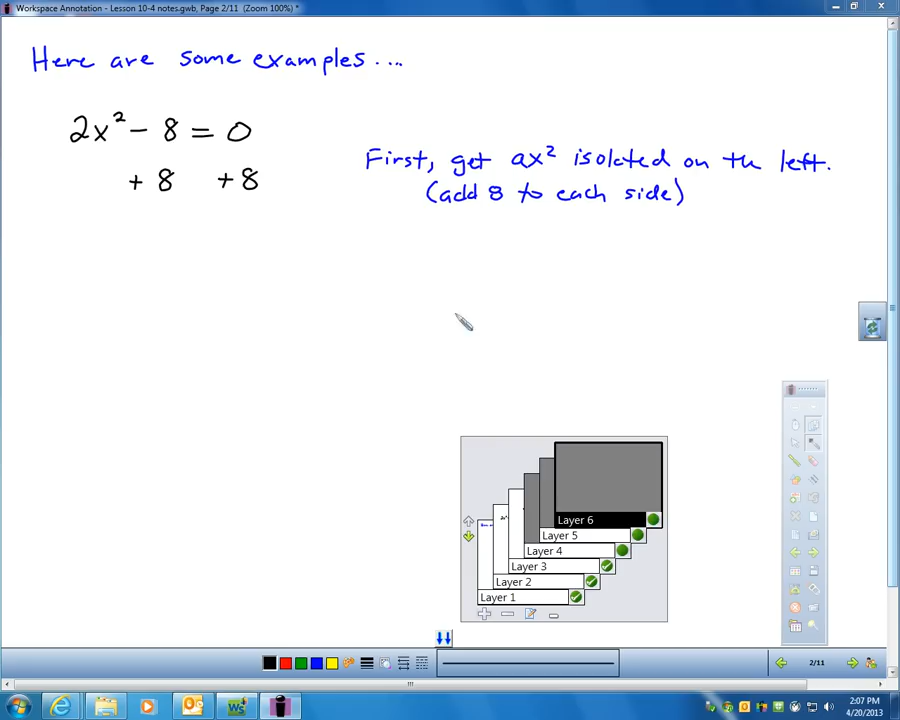 Workspace Annotation - Lesson 10-4 notes.gwb, Page 2/11 (Zoom 100%) *
Here are some examples....
2x² - 8 = 0
+ 8 +8
First, get ax² isolated on the left.
(add 8 to each side)
Layer 6
Layer 5
Layer 4
Layer 3
Layer 2
Layer 1
2/11
2:07 PM
4/20/2013